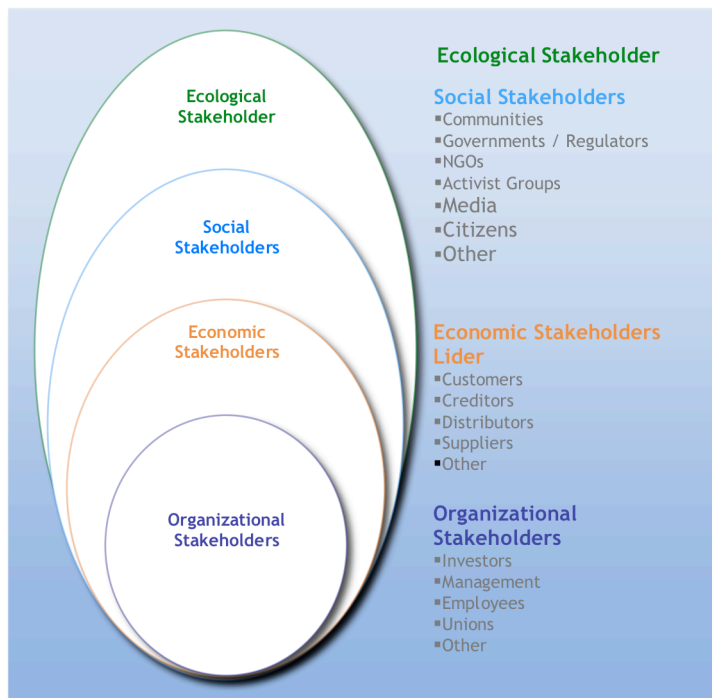 Ecological
Stakeholder
Social
Stakeholders
Economic
Stakeholders
Organizational
Stakeholders
Ecological Stakeholder
Social Stakeholders
▪Communities
▪Governments / Regulators
▪NGOs
▪Activist Groups
▪Media
▪Citizens
▪Other
Economic Stakeholders
Lider
▪Customers
▪Creditors
▪Distributors
▪Suppliers
▪Other
Organizational
Stakeholders
▪Investors
▪Management
▪Employees
▪Unions
▪Other